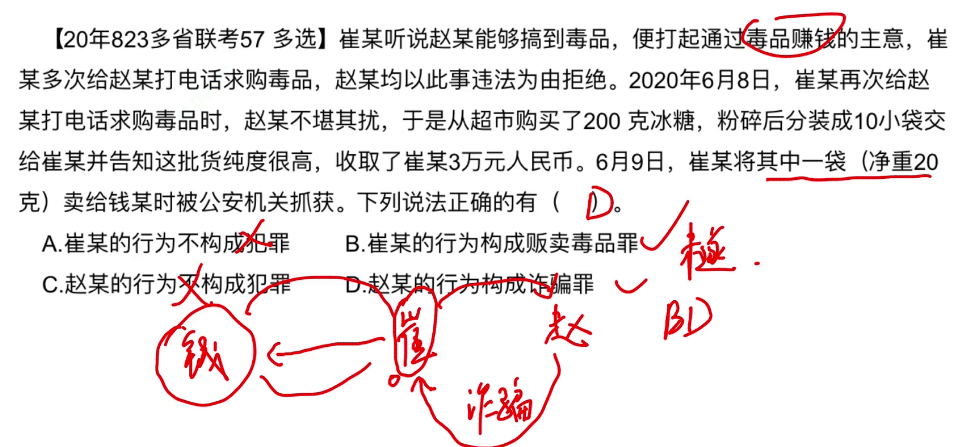 【20年823多省联考57 多选】崔某听说赵某能够搞到毒品，便打起通过毒品赚钱的主意，崔
某多次给赵某打电话求购毒品，赵某均以此事违法为由拒绝。2020年6月8日，崔某再次给赵
某打电话求购毒品时，赵某不堪其扰，于是从超市购买了200 克冰糖，粉碎后分装成10小袋交
给崔某并告知这批货纯度很高，收取了崔某3万元人民币。6月9日，崔某将其中一袋（净重20
克）卖给钱某时被公安机关抓获。下列说法正确的有（ D ）。
A.崔某的行为不构成犯罪 B.崔某的行为构成贩卖毒品罪
C.赵某的行为不构成犯罪 D.赵某的行为构成诈骗罪
BD
钱 崔 赵
诈骗